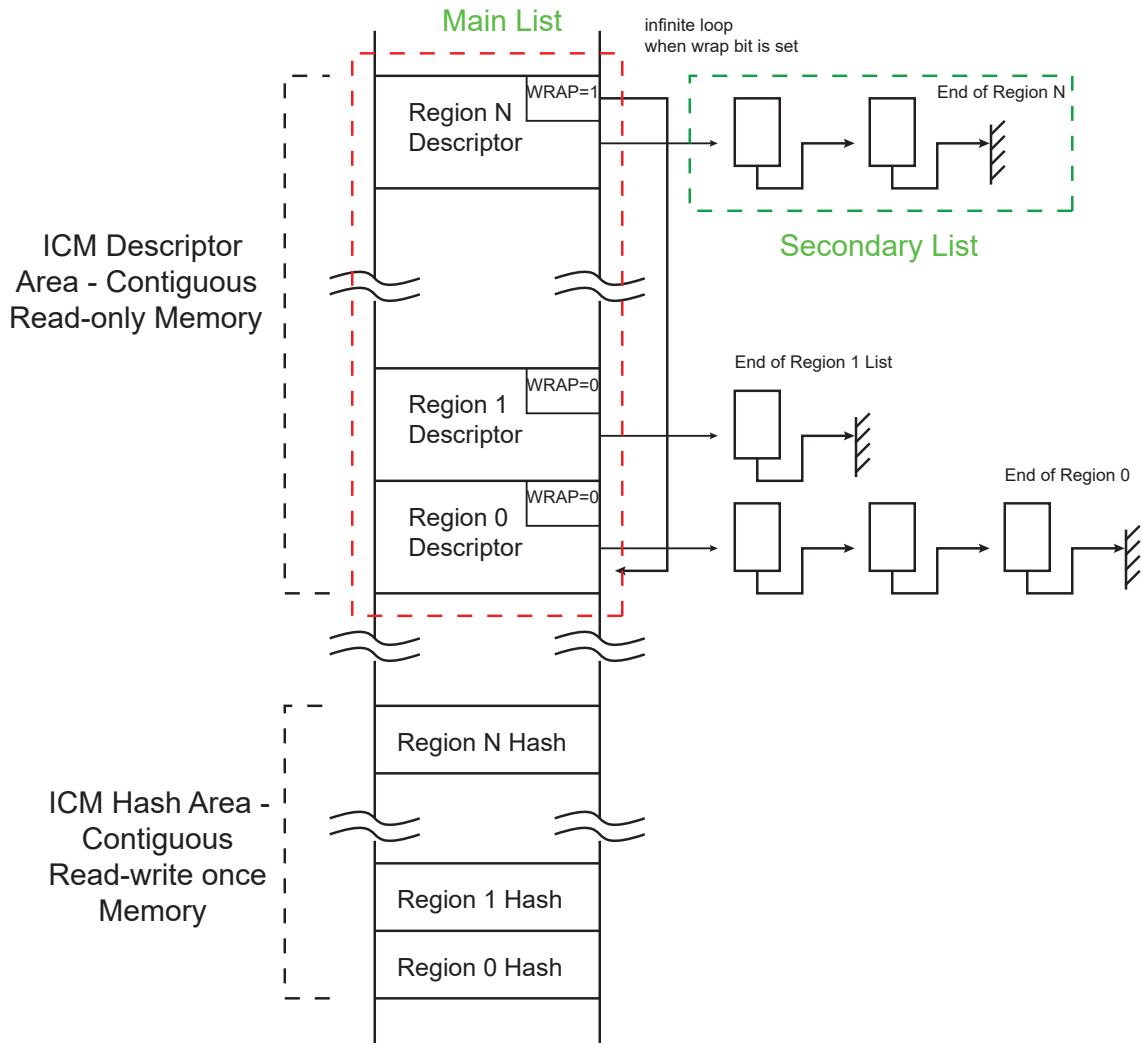 Main List
infinite loop
when wrap bit is set
WRAP=1
End of Region N
Region N
Descriptor
Secondary List
ICM Descriptor
Area - Contiguous
Read-only Memory
End of Region 1 List
WRAP=0
Region 1
Descriptor
End of Region 0
WRAP=0
Region 0
Descriptor
Region N Hash
ICM Hash Area -
Contiguous
Read-write once
Memory
Region 1 Hash
Region 0 Hash